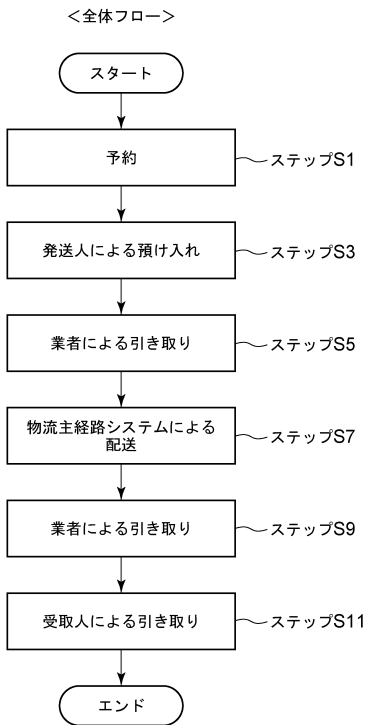 ＜全体フロー＞
スタート
予約
ステップS1
発送人による預け入れ
ステップS3
業者による引き取り
ステップS5
物流主経路システムによる
配送
ステップS7
業者による引き取り
ステップS9
受取人による引き取り
ステップS11
エンド